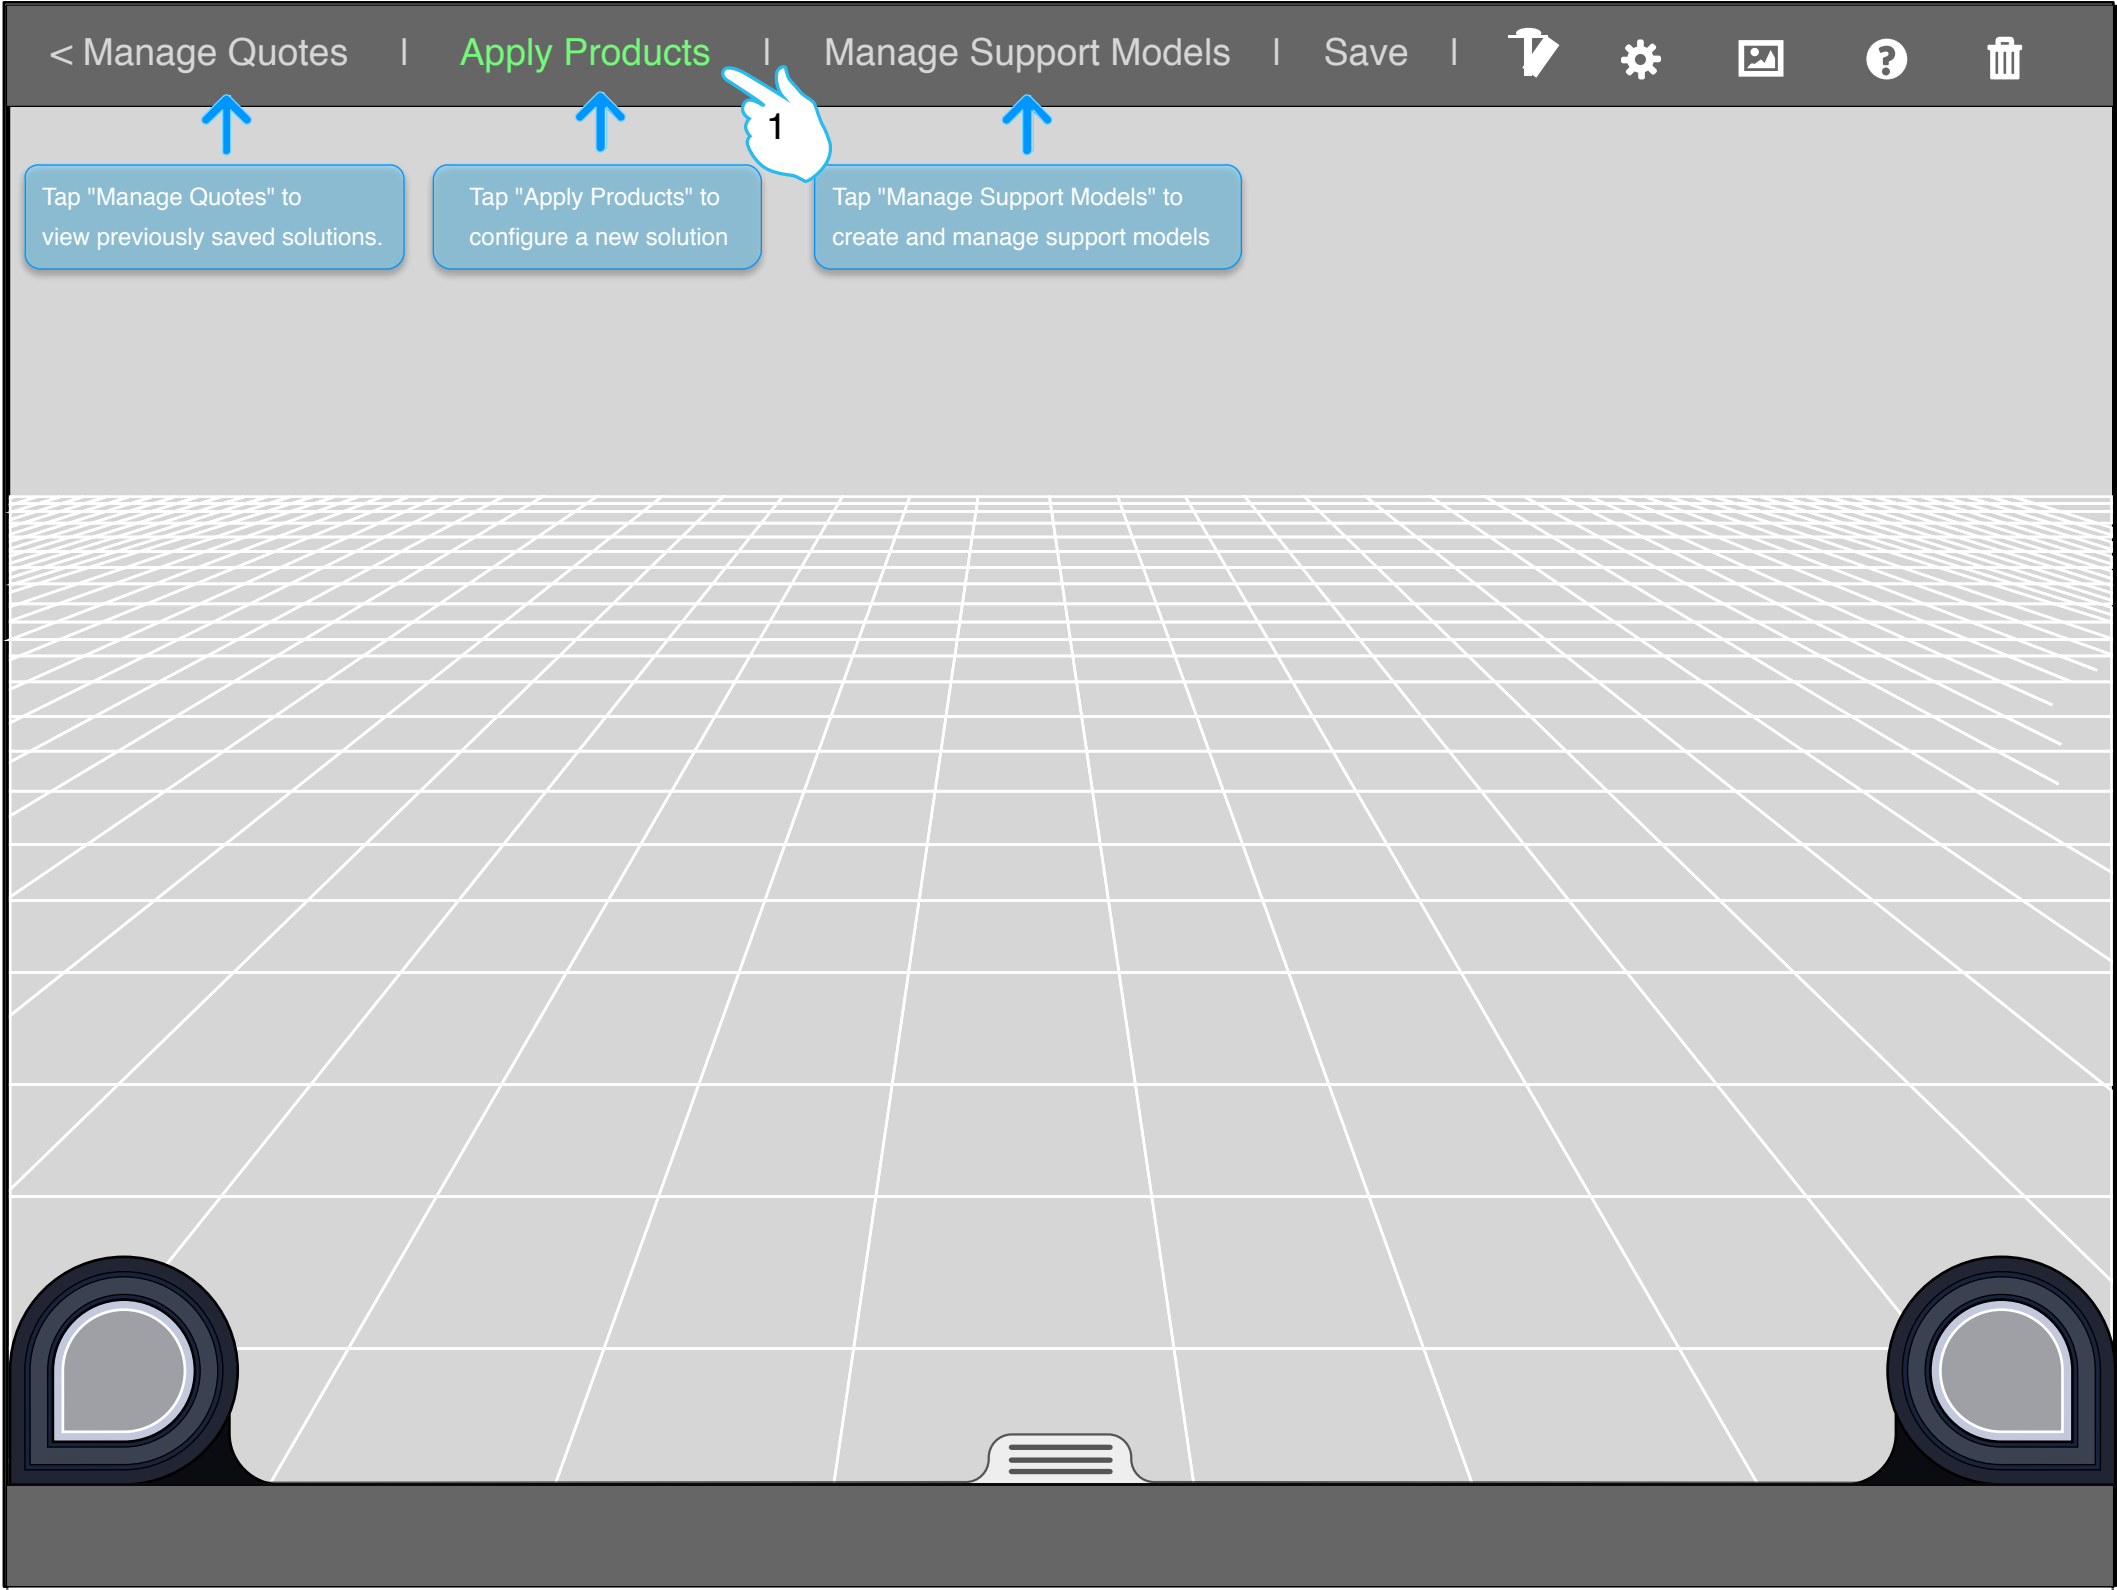 < Manage Quotes | Apply Products | Manage Support Models | Save |
1
Tap "Manage Quotes" to
view previously saved solutions.
Tap "Apply Products" to
configure a new solution
Tap "Manage Support Models" to
create and manage support models